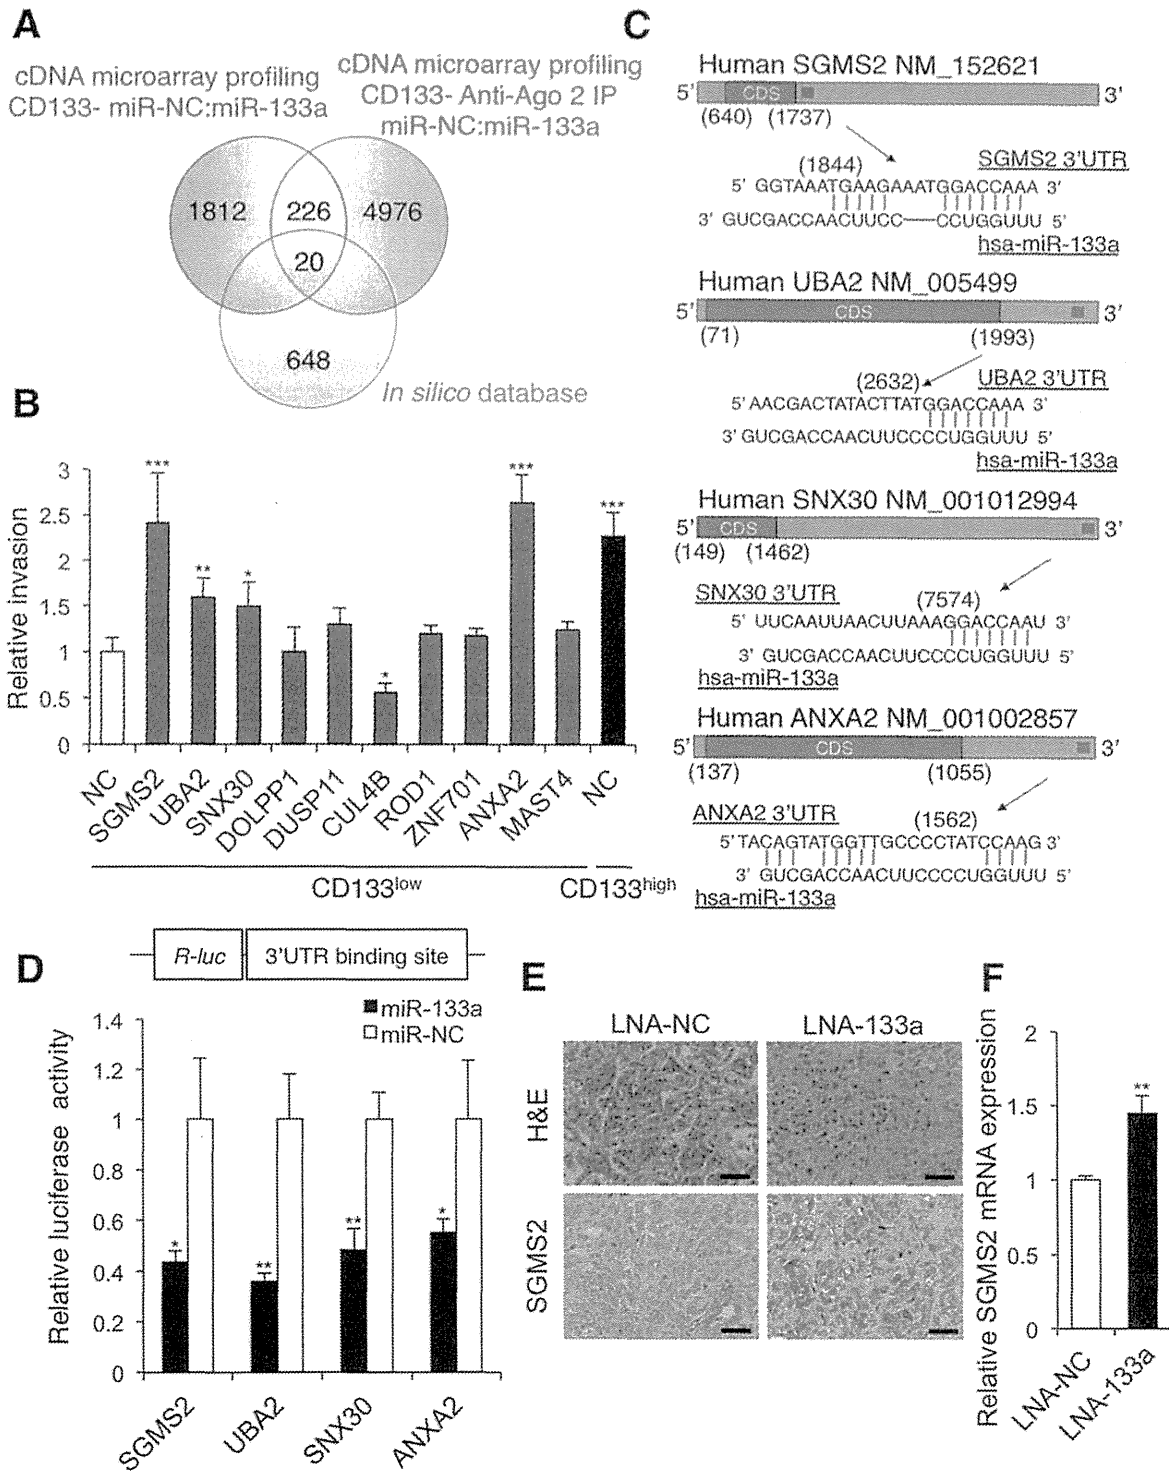 A
cDNA microarray profiling
CD133- miR-NC:miR-133a
cDNA microarray profiling
CD133- Anti-Ago 2 IP
miR-NC:miR-133a
1812
226
4976
20
648
In silico database
B
Relative invasion
3
2.5
2
1.5
1
0.5
0
***
**
*
*
***
***
NC
SGMS2
UBA2
SNX30
DOLPP1
DUSP11
CUL4B
ROD1
ZNF701
ANXA2
MAST4
NC
CD133low
CD133high
C
Human SGMS2 NM_152621
5' CDS 3'
(640) (1737)
(1844)
SGMS2 3'UTR
5' GGTAAATGAAGAAATGGACCAAA 3'
3' GUCGACCAACUUCC—CCUGGUUU 5'
hsa-miR-133a
Human UBA2 NM_005499
5' CDS 3'
(71) (1993)
(2632)
UBA2 3'UTR
5' AACGACTATACTTATGGACCAAA 3'
3' GUCGACCAACUUCCCCUGGUUU 5'
hsa-miR-133a
Human SNX30 NM_001012994
5' CDS 3'
(149) (1462)
SNX30 3'UTR
(7574)
5' UUCAAUUAACUUAAAGGACCAAU 3'
3' GUCGACCAACUUCCCCUGGUUU 5'
hsa-miR-133a
Human ANXA2 NM_001002857
5' CDS 3'
(137) (1055)
ANXA2 3'UTR
(1562)
5' TACAGTATGGTTGCCCCTATCCAAG 3'
3' GUCGACCAACUUCCCCUGGUUU 5'
hsa-miR-133a
D
R-luc
3'UTR binding site
miR-133a
miR-NC
Relative luciferase activity
1.4
1.2
1
0.8
0.6
0.4
0.2
0
*
**
**
*
SGMS2
UBA2
SNX30
ANXA2
E
LNA-NC
LNA-133a
H&E
SGMS2
F
Relative SGMS2 mRNA expression
2
1.5
1
0.5
0
**
LNA-NC
LNA-133a